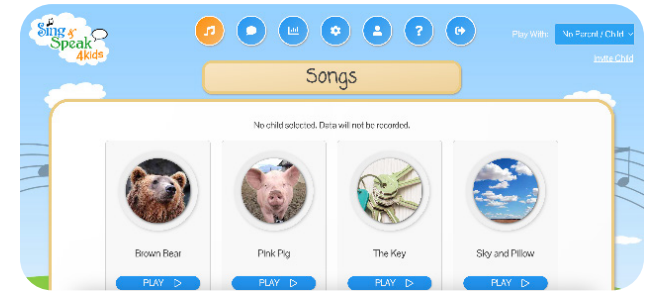 Sing &
Speak
4kids
?
Play With: No Parent / Child
Invite Child
Songs
No child selected. Data will not be recorded.
Brown Bear Pink Pig The Key Sky and Pillow
PLAY PLAY PLAY PLAY